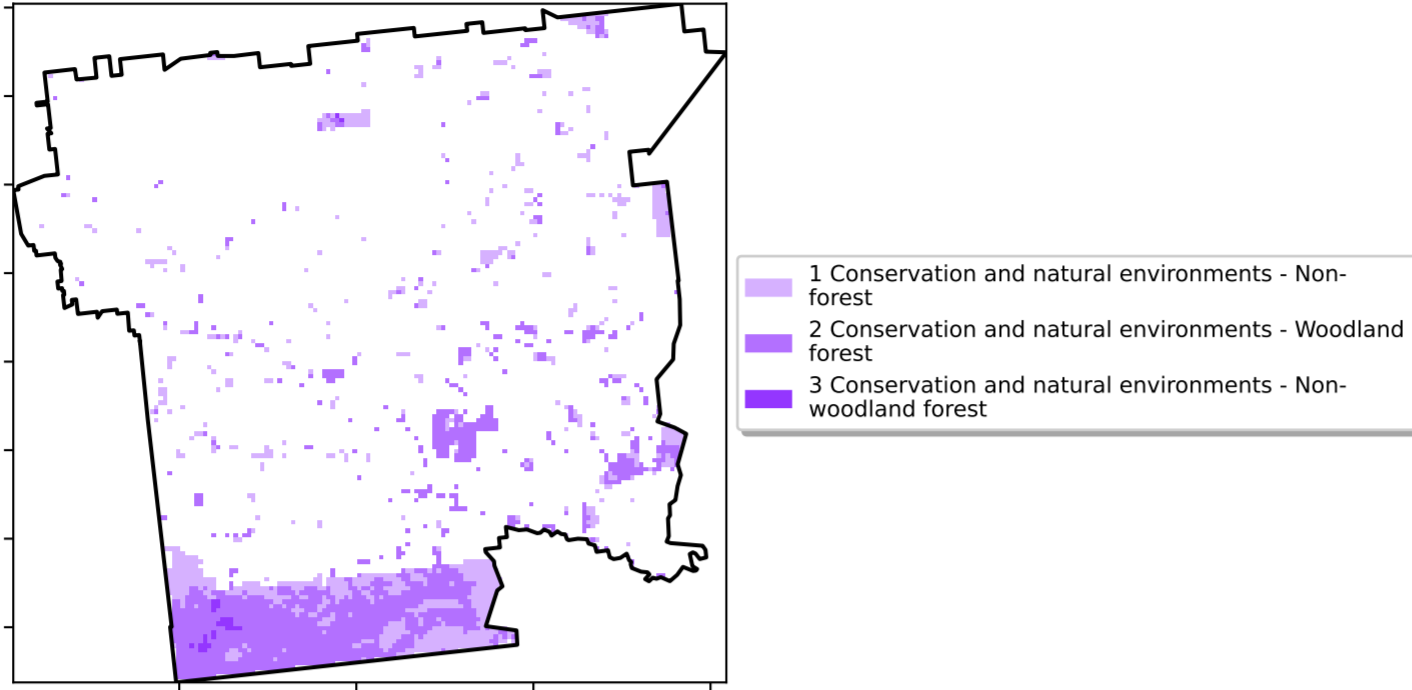 1 Conservation and natural environments - Non-
forest
2 Conservation and natural environments - Woodland
forest
3 Conservation and natural environments - Non-
woodland forest